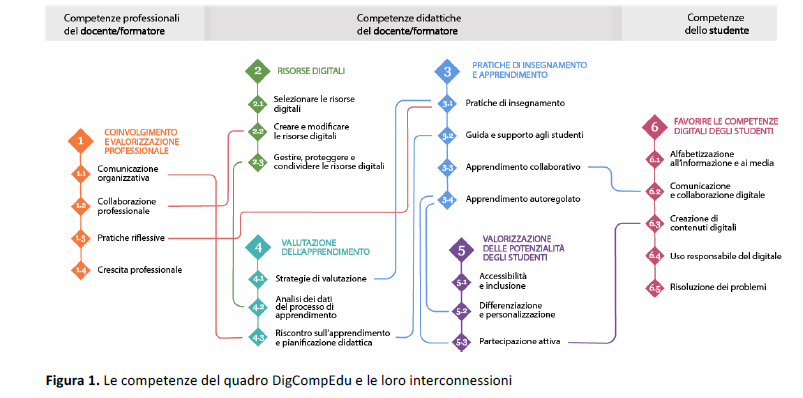 Competenze professionali
del docente/formatore
Competenze didattiche
del docente/formatore
Competenze
dello studente
1
COINVOLGIMENTO
E VALORIZZAZIONE
PROFESSIONALE
1.1
Comunicazione
organizzativa
1.2
Collaborazione
professionale
1.3
Pratiche riflessive
1.4
Crescita professionale
2
RISORSE DIGITALI
2.1
Selezionare le risorse
digitali
2.2
Creare e modificare
le risorse digitali
2.3
Gestire, proteggere e
condividere le risorse digitali
3
PRATICHE DI INSEGNAMENTO
E APPRENDIMENTO
3.1
Pratiche di insegnamento
3.2
Guida e supporto agli studenti
3.3
Apprendimento collaborativo
3.4
Apprendimento autoregolato
4
VALUTAZIONE
DELL'APPRENDIMENTO
4.1
Strategie di valutazione
4.2
Analisi dei dati
del processo di
apprendimento
4.3
Riscontro sull'apprendimento
e pianificazione didattica
5
VALORIZZAZIONE
DELLE POTENZIALITÀ
DEGLI STUDENTI
5.1
Accessibilità
e inclusione
5.2
Differenziazione
e personalizzazione
5.3
Partecipazione attiva
6
FAVORIRE LE COMPETENZE
DIGITALI DEGLI STUDENTI
6.1
Alfabetizzazione
all'informazione e ai media
6.2
Comunicazione
e collaborazione digitale
6.3
Creazione di
contenuti digitali
6.4
Uso responsabile del digitale
6.5
Risoluzione dei problemi
Figura 1. Le competenze del quadro DigCompEdu e le loro interconnessioni